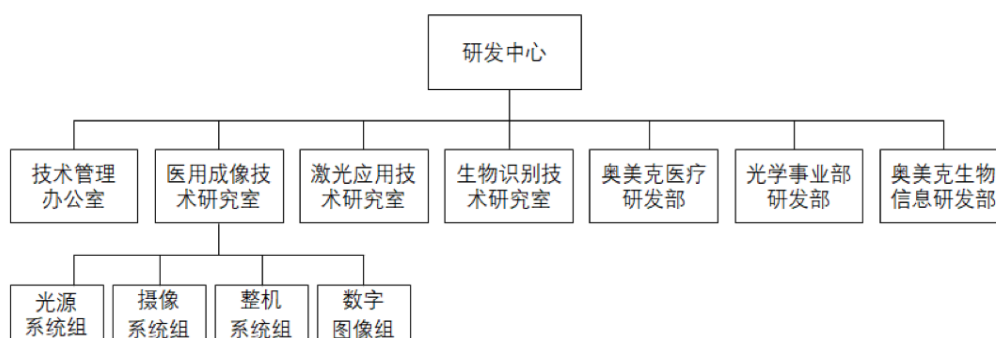 研发中心
技术管理
办公室
医用成像技
术研究室
激光应用技
术研究室
生物识别技
术研究室
奥美克医疗
研发部
光学事业部
研发部
奥美克生物
信息研发部
光源
系统组
摄像
系统组
整机
系统组
数字
图像组